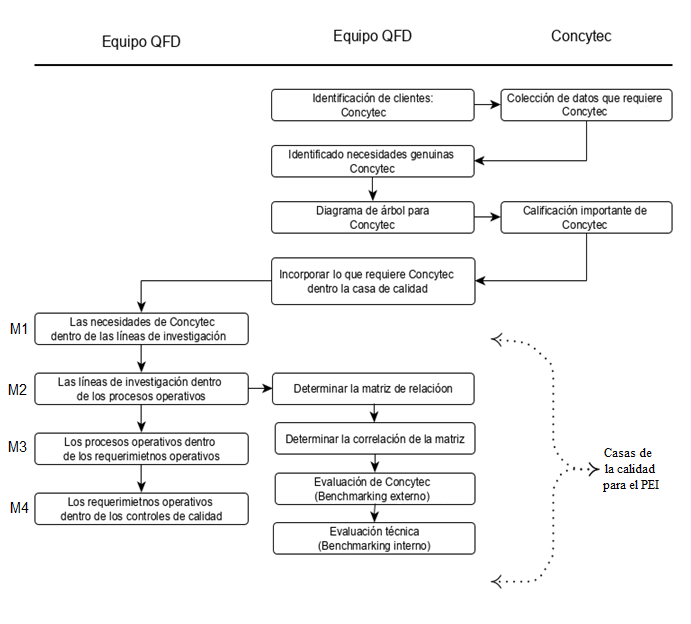 Equipo QFD
Equipo QFD
Concytec
Identificación de clientes:
Concytec
Colección de datos que requiere
Concytec
Identificado necesidades genuinas
Concytec
Diagrama de árbol para
Concytec
Calificación importante de
Concytec
Incorporar lo que requiere Concytec
dentro la casa de calidad
M1
Las necesidades de Concytec
dentro de las líneas de investigación
M2
Las líneas de investigación dentro
de los procesos operativos
Determinar la matriz de relacióon
M3
Los procesos operativos dentro
de los requerimietnos operativos
Determinar la correlación de la matriz
Evaluación de Concytec
(Benchmarking externo)
M4
Los requerimietnos operativos
dentro de los controles de calidad
Evaluación técnica
(Benchmarking interno)
Casas de
la calidad
para el PEI